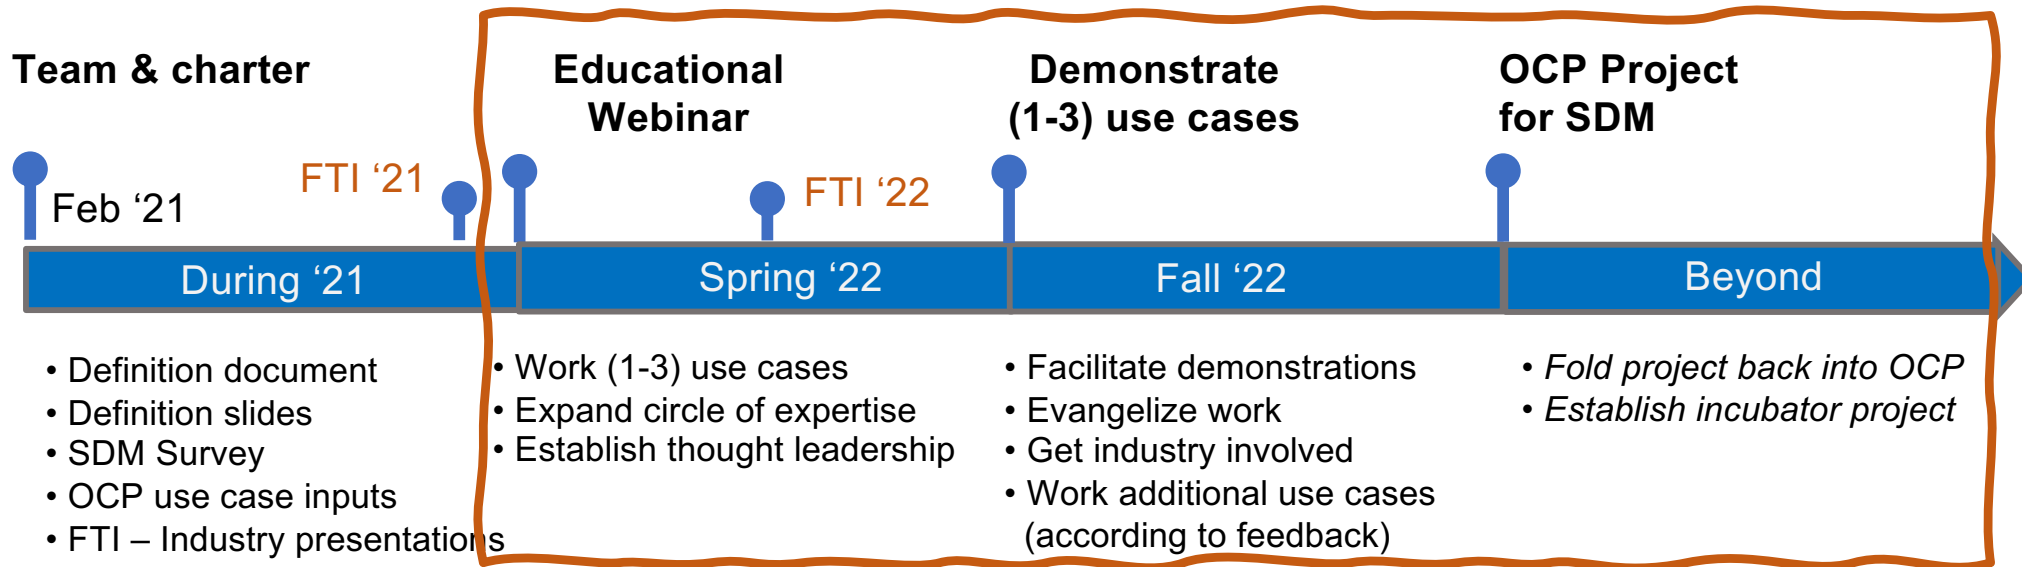 Team & charter
Educational
Webinar
Demonstrate
(1-3) use cases
OCP Project
for SDM
Feb ‘21
FTI ‘21
FTI ‘22
During ‘21
Spring ‘22
Fall ‘22
Beyond
• Definition document
• Definition slides
• SDM Survey
• OCP use case inputs
• FTI – Industry presentations
• Work (1-3) use cases
• Expand circle of expertise
• Establish thought leadership
• Facilitate demonstrations
• Evangelize work
• Get industry involved
• Work additional use cases
(according to feedback)
• Fold project back into OCP
• Establish incubator project